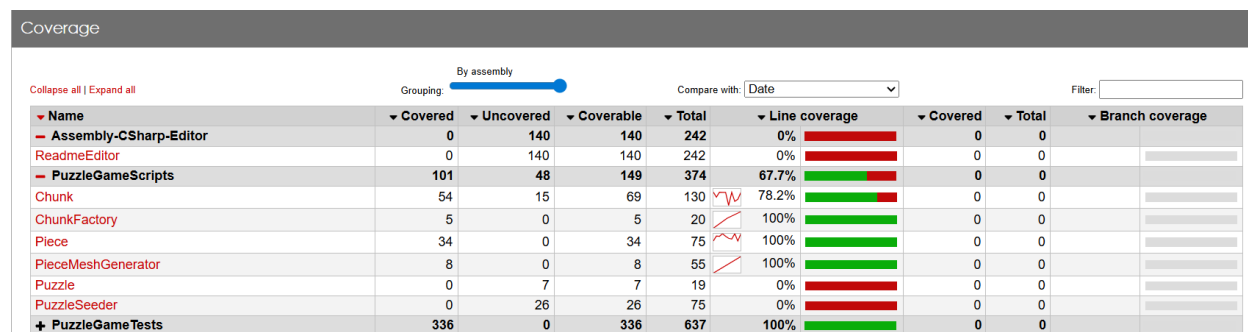 Coverage
By assembly
Collapse all | Expand all Grouping: Compare with: Date Filter:
Name Covered Uncovered Coverable Total Line coverage Covered Total Branch coverage
Assembly-CSharp-Editor 0 140 140 242 0% 0 0
ReadmeEditor 0 140 140 242 0% 0 0
PuzzleGameScripts 101 48 149 374 67.7% 0 0
Chunk 54 15 69 130 78.2% 0 0
ChunkFactory 5 0 5 20 100% 0 0
Piece 34 0 34 75 100% 0 0
PieceMeshGenerator 8 0 8 55 100% 0 0
Puzzle 0 7 7 19 0% 0 0
PuzzleSeeder 0 26 26 75 0% 0 0
PuzzleGameTests 336 0 336 637 100% 0 0